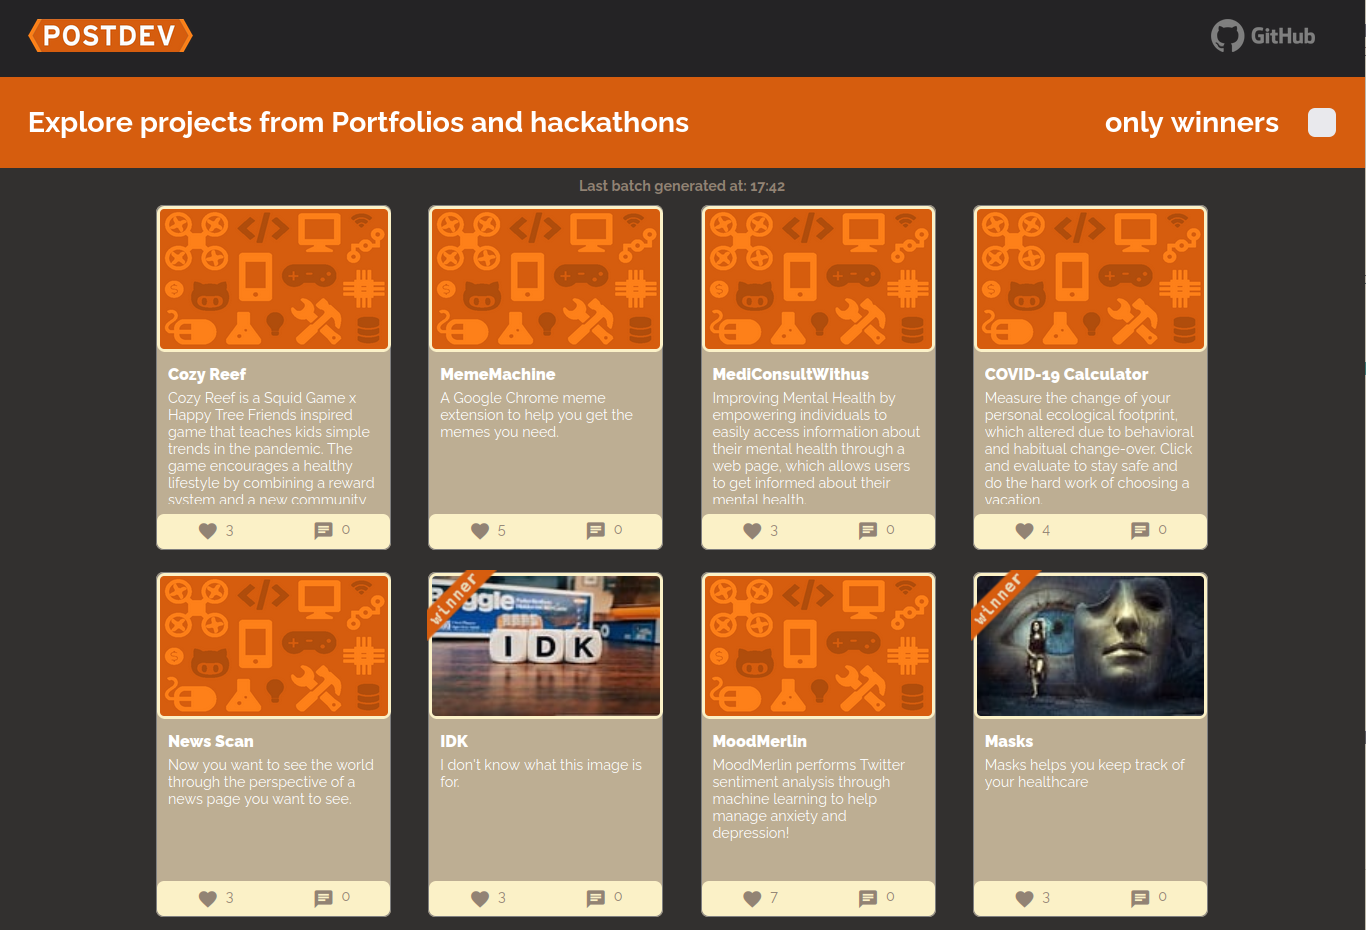 POSTDEV
GitHub
Explore projects from Portfolios and hackathons
only winners
Last batch generated at: 17:42
Cozy Reef
Cozy Reef is a Squid Game x
Happy Tree Friends inspired
game that teaches kids simple
trends in the pandemic. The
game encourages a healthy
lifestyle by combining a reward
system and a new community
3
0
MemeMachine
A Google Chrome meme
extension to help you get the
memes you need.
5
0
MediConsultWithus
Improving Mental Health by
empowering individuals to
easily access information about
their mental health through a
web page, which allows users
to get informed about their
mental health.
3
0
COVID-19 Calculator
Measure the change of your
personal ecological footprint,
which altered due to behavioral
and habitual change-over. Click
and evaluate to stay safe and
do the hard work of choosing a
vacation.
4
0
News Scan
Now you want to see the world
through the perspective of a
news page you want to see.
3
0
winner
I D K
IDK
I don't know what this image is
for.
3
0
MoodMerlin
MoodMerlin performs Twitter
sentiment analysis through
machine learning to help
manage anxiety and
depression!
7
0
winner
Masks
Masks helps you keep track of
your healthcare
3
0